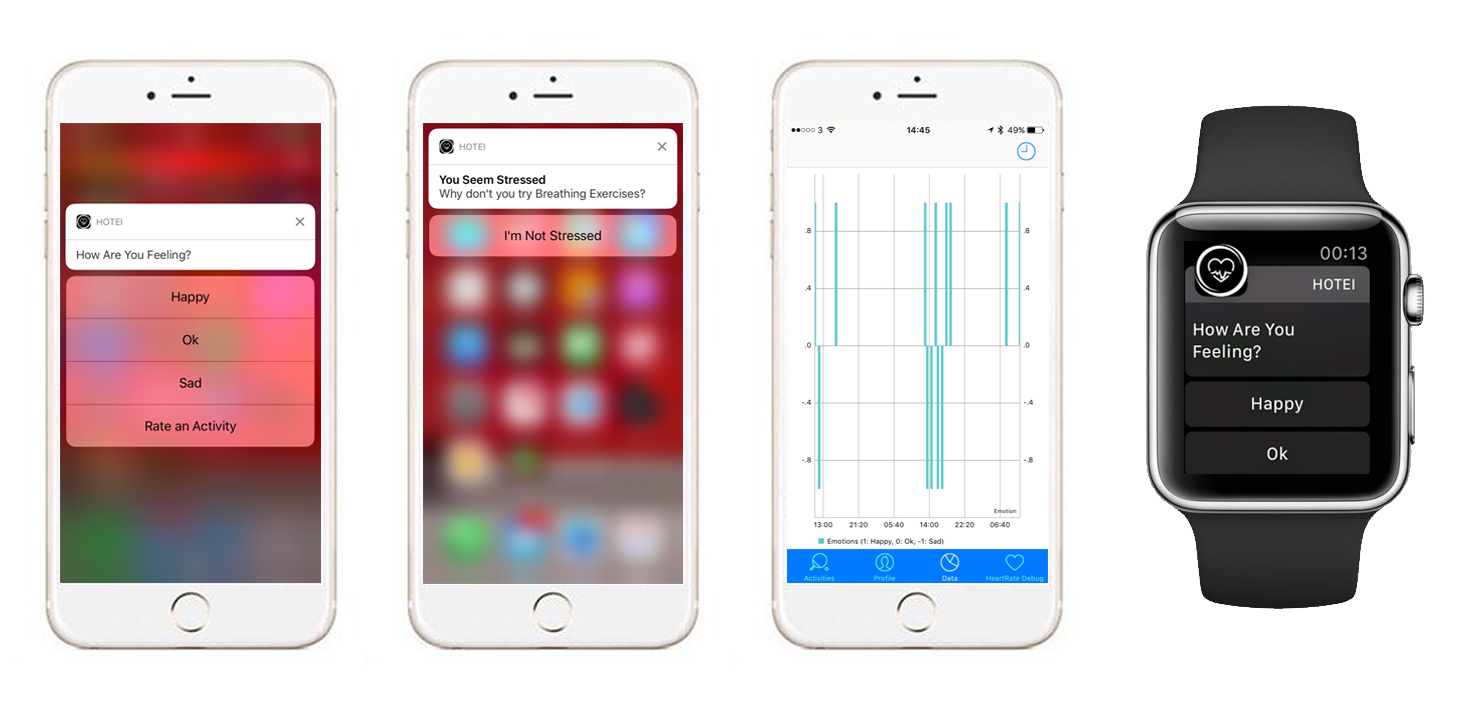 HOTEI
How Are You Feeling?
Happy
Ok
Sad
Rate an Activity
HOTEI
You Seem Stressed
Why don't you try Breathing Exercises?
I'm Not Stressed
3 14:45 49%
.8 .8
.4 .4
.0 .0
-.4 -.4
-.8 -.8
Emotion
13:00 21:20 05:40 14:00 22:20 06:40
Emotions (1: Happy, 0: Ok, -1: Sad)
Activities Profile Data HeartRate Debug
00:13
HOTEI
How Are You
Feeling?
Happy
Ok